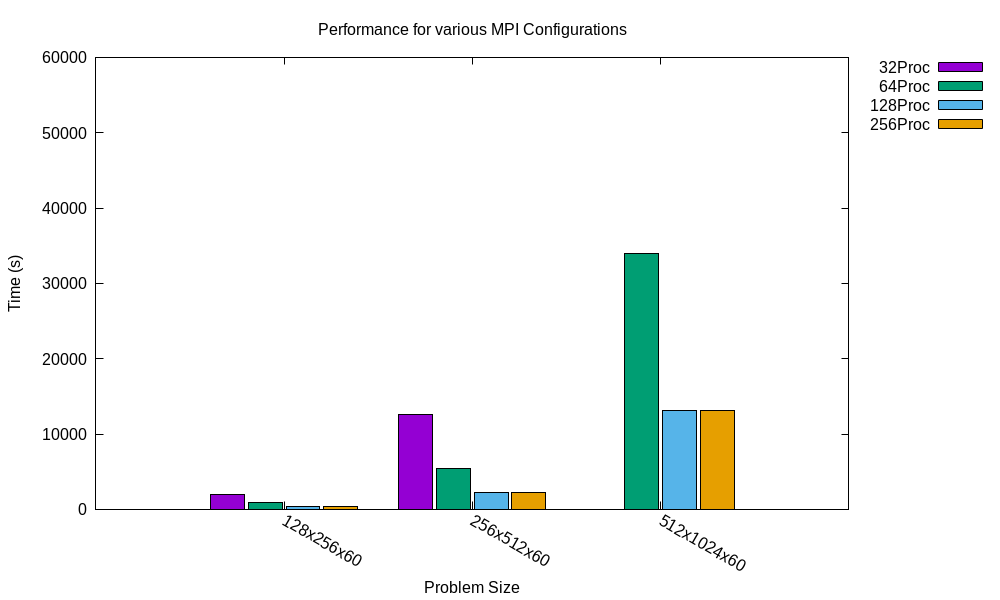 Performance for various MPI Configurations
60000
50000
40000
30000
20000
10000
0
Time (s)
32Proc
64Proc
128Proc
256Proc
128x256x60
256x512x60
512x1024x60
Problem Size